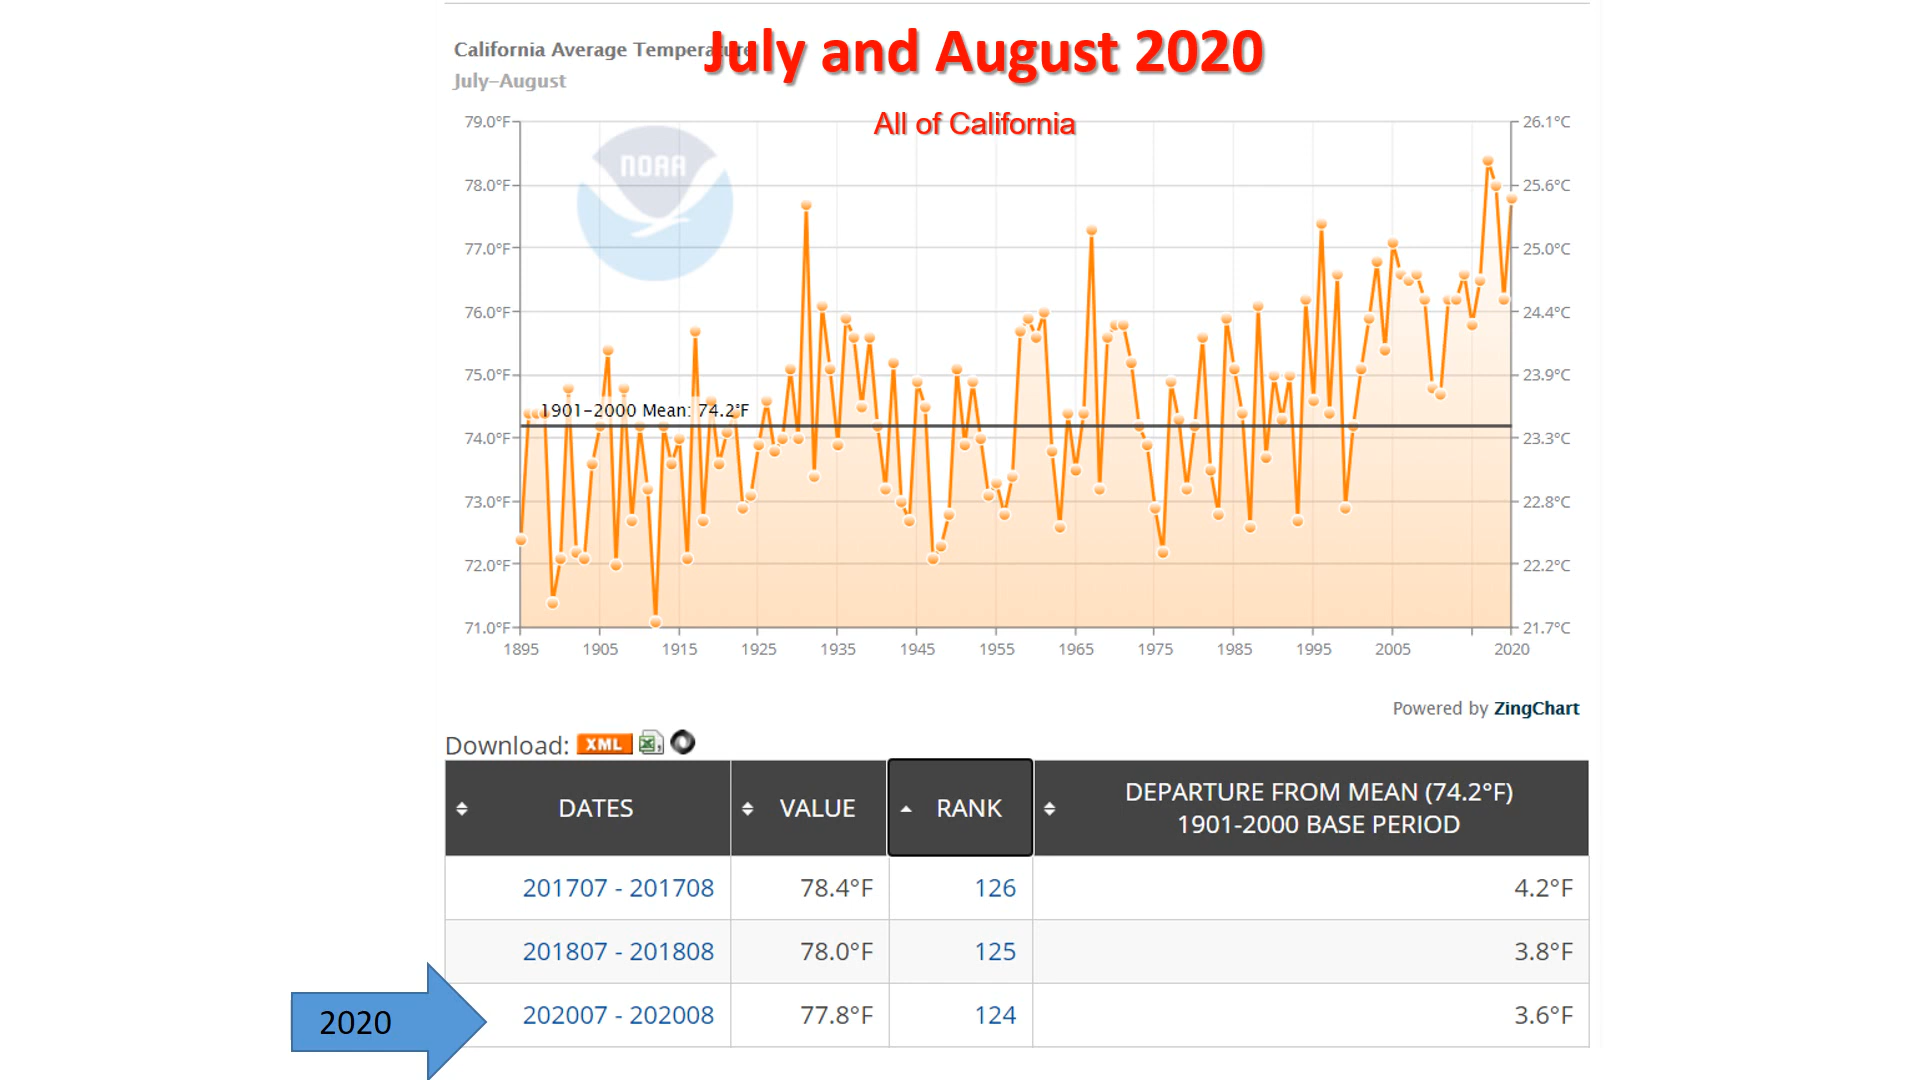 July and August 2020
California Average Temperature
July–August
All of California
NOAA
79.0°F
78.0°F
77.0°F
76.0°F
75.0°F
74.0°F
73.0°F
72.0°F
71.0°F
26.1°C
25.6°C
25.0°C
24.4°C
23.9°C
23.3°C
22.8°C
22.2°C
21.7°C
1901-2000 Mean: 74.2°F
1895 1905 1915 1925 1935 1945 1955 1965 1975 1985 1995 2005 2020
Powered by ZingChart
Download: XML
DATES VALUE RANK DEPARTURE FROM MEAN (74.2°F)
1901-2000 BASE PERIOD
201707 - 201708 78.4°F 126 4.2°F
201807 - 201808 78.0°F 125 3.8°F
2020 202007 - 202008 77.8°F 124 3.6°F